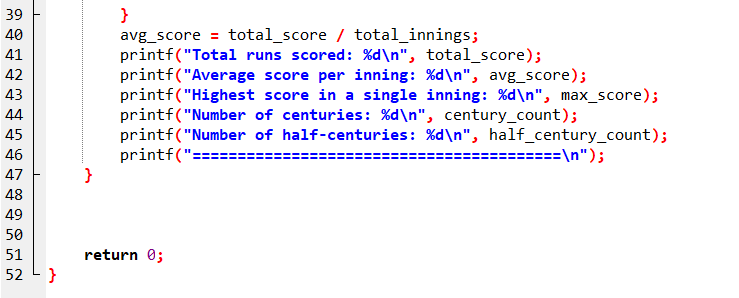 39 }
40 avg_score = total_score / total_innings;
41 printf("Total runs scored: %d\n", total_score);
42 printf("Average score per inning: %d\n", avg_score);
43 printf("Highest score in a single inning: %d\n", max_score);
44 printf("Number of centuries: %d\n", century_count);
45 printf("Number of half-centuries: %d\n", half_century_count);
46 printf("=========================================\n");
47 }
48
49
50
51 return 0;
52 }